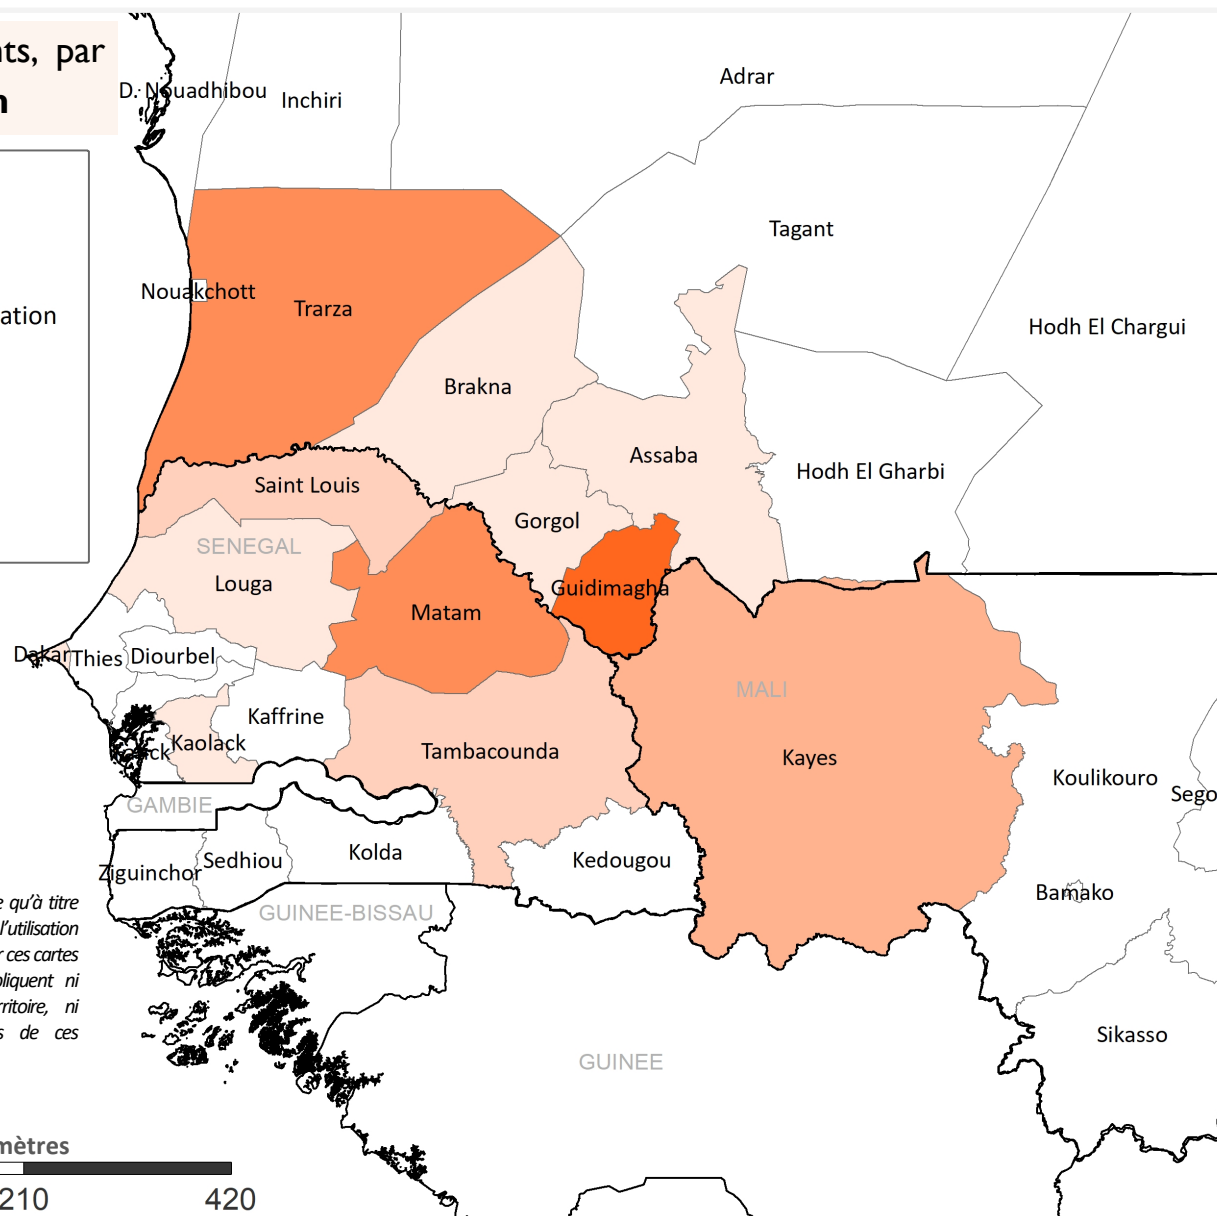 ts, par
n
ation
D. Nouadhibou
Inchiri
Adrar
Tagant
Nouakchott
Trarza
Hodh El Chargui
Brakna
Assaba
Hodh El Gharbi
Saint Louis
Gorgol
SENEGAL
Louga
Guidimagha
Matam
Dakar
Thies
Diourbel
MALI
Kaffrine
Kaolack
ck
Tambacounda
Kayes
Koulikouro
Sego
GAMBIE
Ziguinchor
Sedhiou
Kolda
Kedougou
Bamako
GUINEE-BISSAU
e qu’à titre
l’utilisation
r ces cartes
pliquent ni
rritoire, ni
s de ces
Sikasso
GUINEE
mètres
210
420